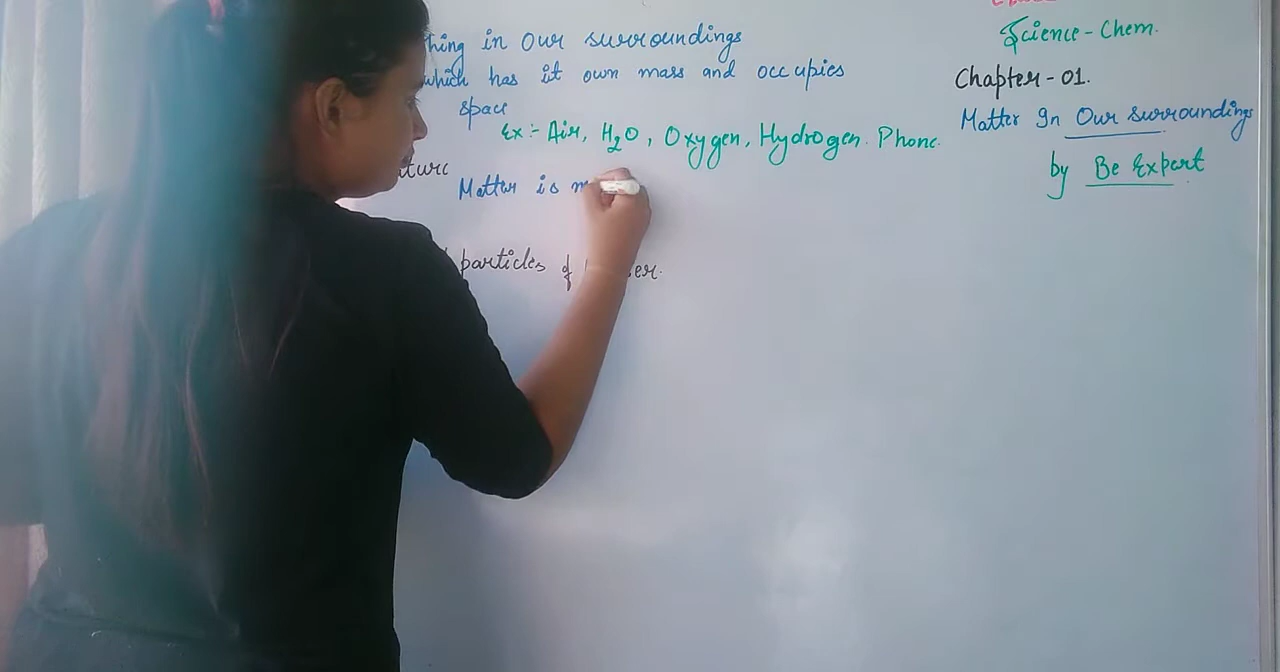 thing in Our surroundings
which has it own mass and occupies
space
Ex :- Air, H₂O, Oxygen, Hydrogen. Phone.
Matter is
particles of
Science - Chem.
Chapter - 01.
Matter In Our surroundings
by Be Expert